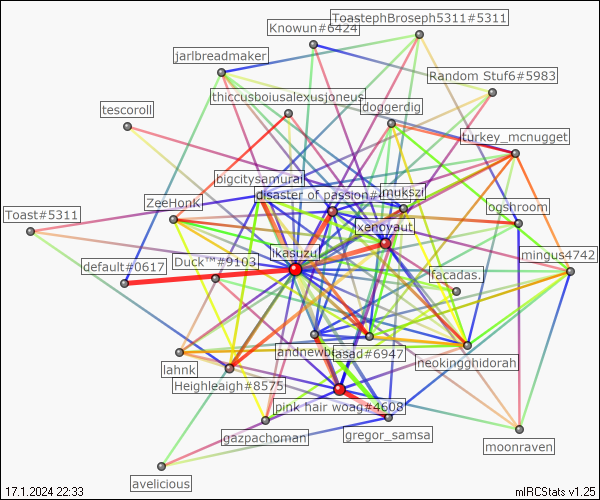 ToastephBroseph5311#5311
Knowun#6424
jarlbreadmaker
Random Stuf6#5983
thiccusboiusalexusjoneus
doggerdig
tescoroll
turkey_mcnugget
bigcitysamurai
disaster of passion#
mukszi
ZeeHonK
ogshroom
Toast#5311
xenoyaut
ikasuzu
mingus4742
default#0617
Duck™#9103
facadas.
andnewb
asad#6947
neokingghidorah
lahnk
Heighleaigh#8575
pink hair woag#4608
gazpachoman
gregor_samsa
moonraven
avelicious
17.1.2024 22:33
mIRCStats v1.25